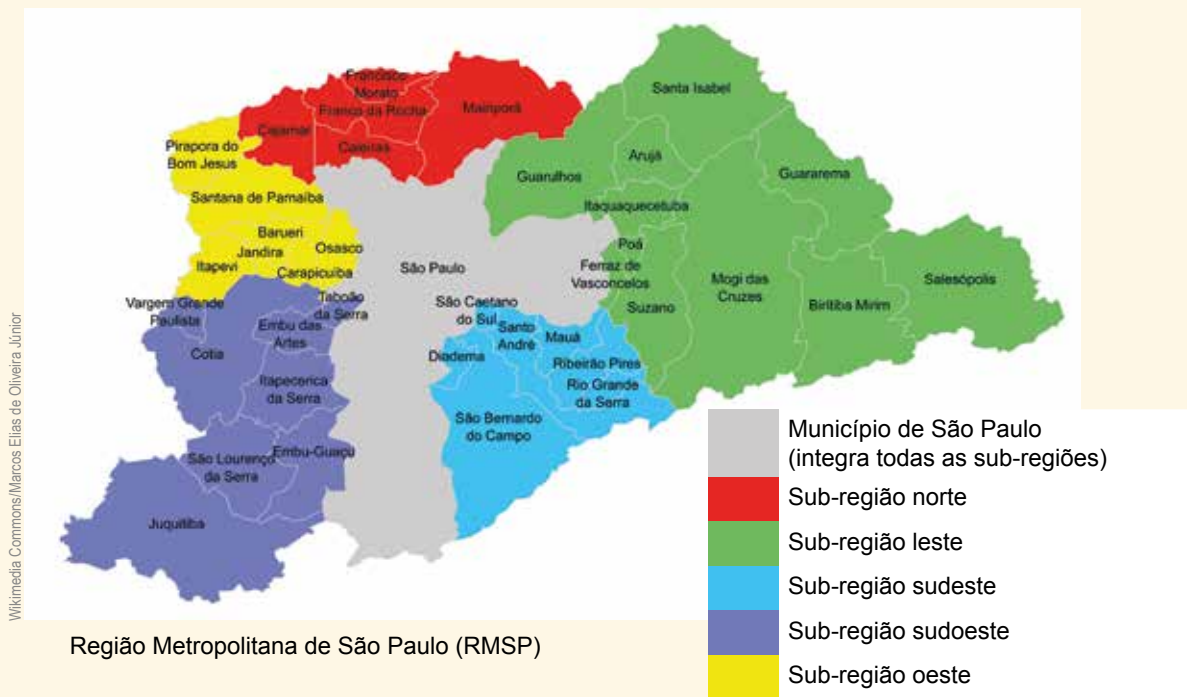 Francisco
Morato
Franco da Rocha
Mairiporã
Santa Isabel
Cajamar
Caieiras
Pirapora do
Bom Jesus
Guarulhos
Arujá
Guararema
Santana de Parnaíba
Itaquaquecetuba
Barueri
Jandira
Osasco
Itapevi
Carapicuíba
São Paulo
Poá
Ferraz de
Vasconcelos
Mogi das
Cruzes
Salesópolis
Suzano
Biritiba Mirim
Vargem Grande
Paulista
Taboão
da Serra
São Caetano
do Sul
Embu das
Artes
Santo
André
Mauá
Cotia
Diadema
Ribeirão Pires
Itapecerica
da Serra
Rio Grande
da Serra
São Bernardo
do Campo
São Lourenço
da Serra
Embu-Guaçú
Juquitiba
Wikimedia Commons/Marcos Elias de Oliveira Júnior
Município de São Paulo
(integra todas as sub-regiões)
Sub-região norte
Sub-região leste
Sub-região sudeste
Sub-região sudoeste
Sub-região oeste
Região Metropolitana de São Paulo (RMSP)